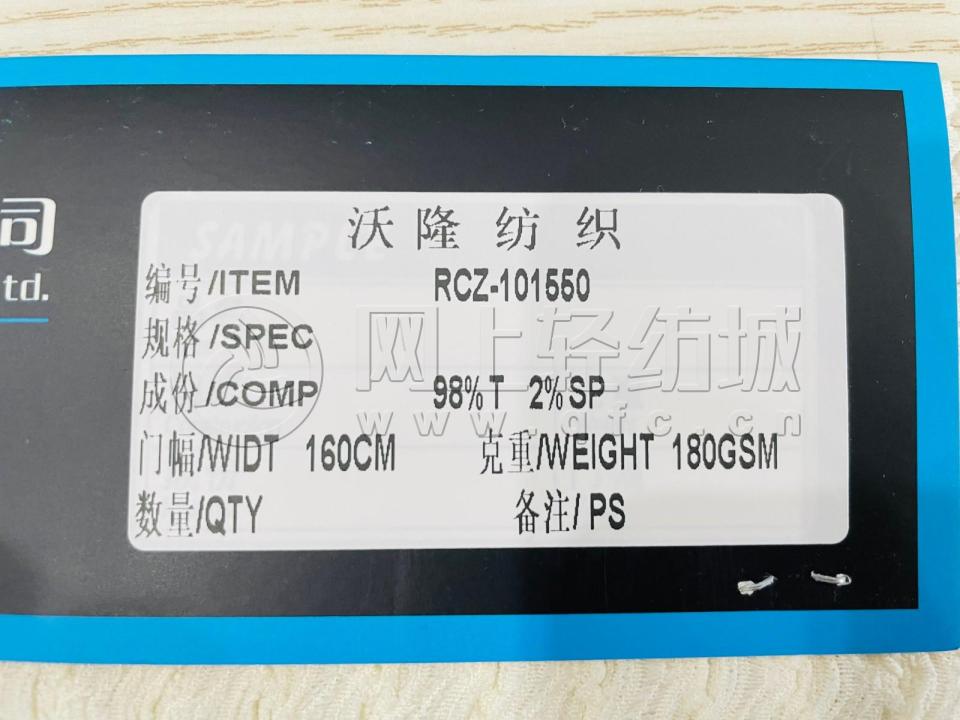 司
td.
SAMPLE
沃隆纺织
编号/ITEM RCZ-101550
规格/SPEC
网上轻纺城
成份/COMP 98%T 2%SP
www.qfc.cn
门幅/WIDT 160CM 克重/WEIGHT 180GSM
数量/QTY 备注/PS